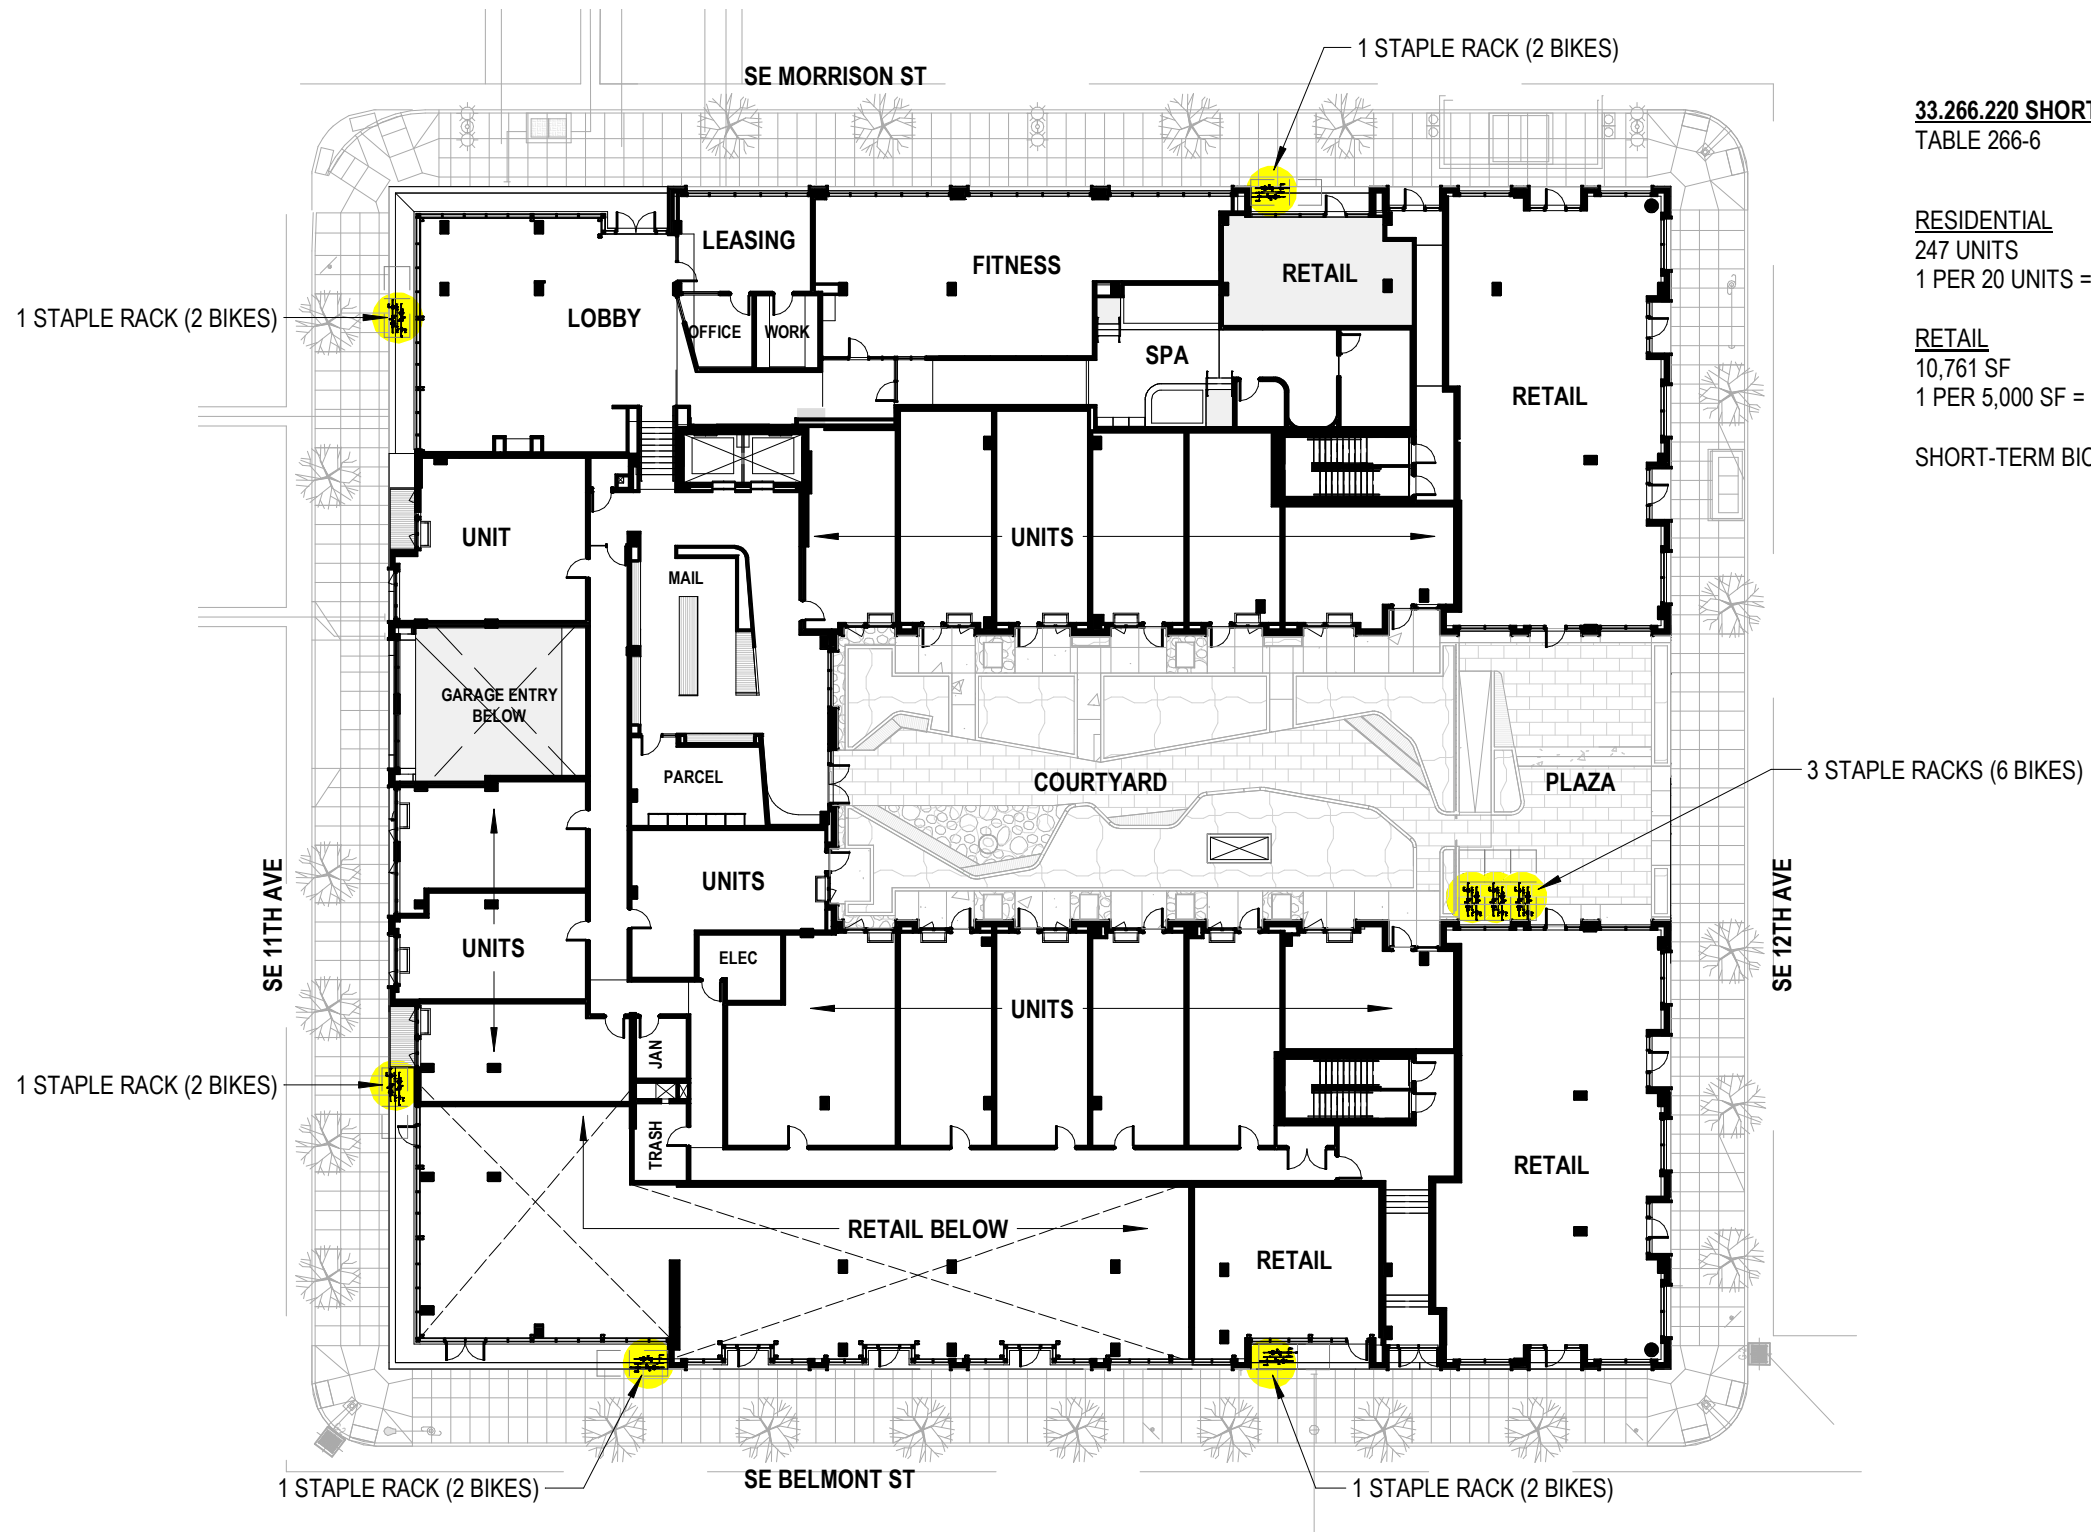 SE MORRISON ST
1 STAPLE RACK (2 BIKES)
33.266.220 SHORT
TABLE 266-6
RESIDENTIAL
247 UNITS
1 PER 20 UNITS =
RETAIL
10,761 SF
1 PER 5,000 SF =
SHORT-TERM BIC
LEASING
FITNESS
RETAIL
1 STAPLE RACK (2 BIKES)
LOBBY
OFFICE
WORK
SPA
RETAIL
UNIT
UNITS
MAIL
GARAGE ENTRY
BELOW
PARCEL
COURTYARD
PLAZA
3 STAPLE RACKS (6 BIKES)
SE 11TH AVE
UNITS
SE 12TH AVE
UNITS
ELEC
UNITS
JAN
1 STAPLE RACK (2 BIKES)
TRASH
RETAIL
RETAIL BELOW
RETAIL
1 STAPLE RACK (2 BIKES)
SE BELMONT ST
1 STAPLE RACK (2 BIKES)